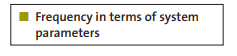 ■ Frequency in terms of system
parameters